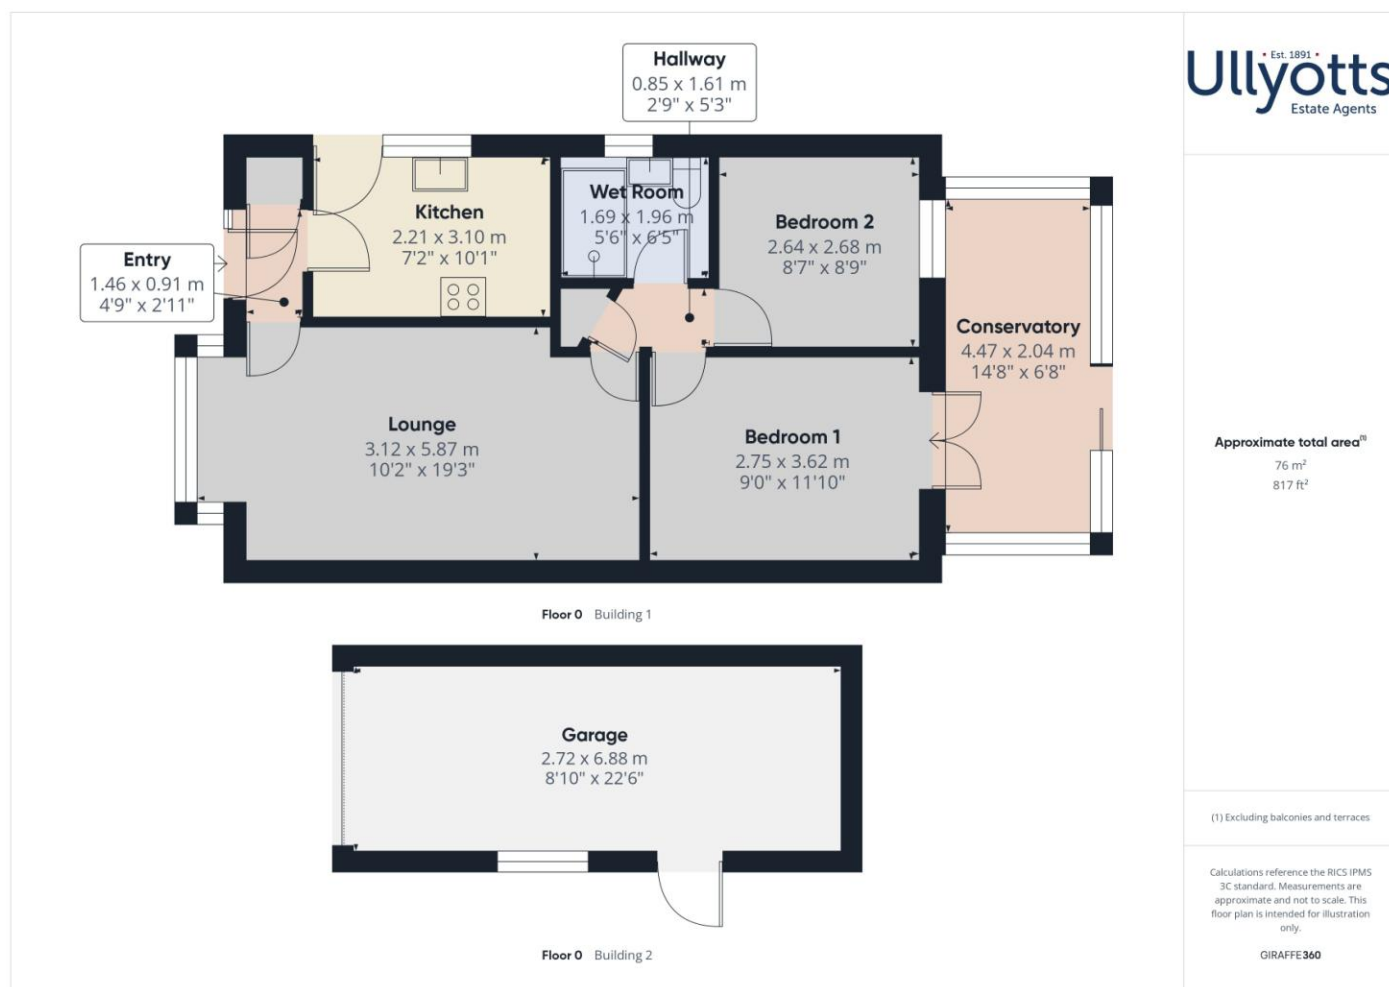 Hallway
0.85 x 1.61 m
2'9" x 5'3"
Wet Room
1.69 x 1.96 m
5'6" x 6'5"
Kitchen
2.21 x 3.10 m
7'2" x 10'1"
Bedroom 2
2.64 x 2.68 m
8'7" x 8'9"
Entry
1.46 x 0.91 m
4'9" x 2'11"
Conservatory
4.47 x 2.04 m
14'8" x 6'8"
Lounge
3.12 x 5.87 m
10'2" x 19'3"
Bedroom 1
2.75 x 3.62 m
9'0" x 11'10"
Floor 0 Building 1
Garage
2.72 x 6.88 m
8'10" x 22'6"
Floor 0 Building 2
• Est. 1891 •
Ullyotts
Estate Agents
Approximate total area(1)
76 m²
817 ft²
(1) Excluding balconies and terraces
Calculations reference the RICS IPMS
3C standard. Measurements are
approximate and not to scale. This
floor plan is intended for illustration
only.
GIRAFFE360